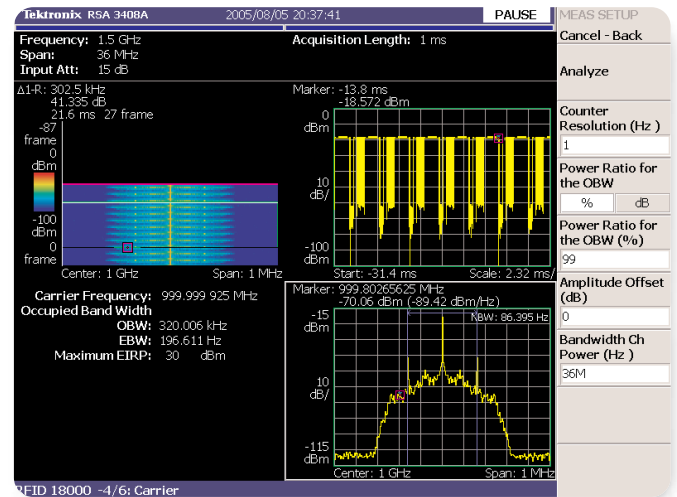 Tektronix RSA 3408A 2005/08/05 20:37:41 PAUSE
Frequency: 1.5 GHz Acquisition Length: 1 ms
Span: 36 MHz
Input Att: 15 dB
Δ1-R: 302.5 kHz
41.335 dB
21.6 ms 27 frame
-87
frame
0
dBm
-100
dBm
0
frame
Center: 1 GHz Span: 1 MHz
Marker: -13.8 ms
-18.572 dBm
0
dBm
10
dB/
-100
dBm
Start: -31.4 ms Scale: 2.32 ms/
Carrier Frequency: 999.999 925 MHz
Occupied Band Width
OBW: 320.006 kHz
EBW: 196.611 Hz
Maximum EIRP: 30 dBm
Marker: 999.80265625 MHz
-70.06 dBm (-89.42 dBm/Hz)
-15
dBm
RBW: 86.395 Hz
10
dB/
-115
dBm
Center: 1 GHz Span: 1 MHz
RFID 18000 -4/6: Carrier
MEAS SETUP
Cancel - Back
Analyze
Counter
Resolution (Hz )
1
Power Ratio for
the OBW
% dB
Power Ratio for
the OBW (%)
99
Amplitude Offset
(dB)
0
Bandwidth Ch
Power (Hz )
36M